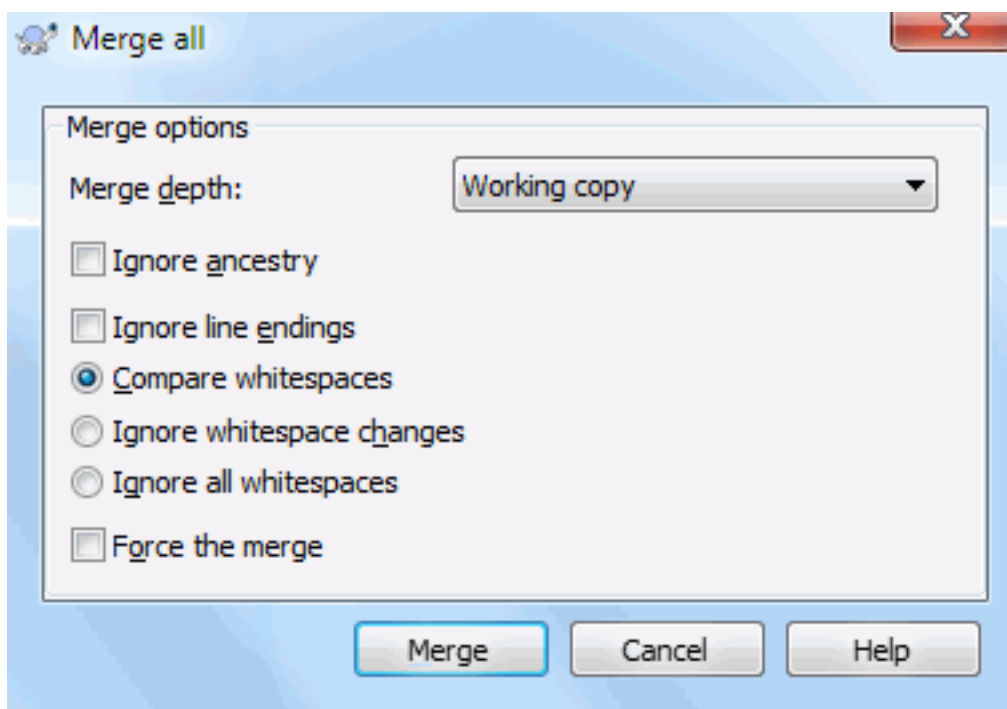 Merge all
Merge options
Merge depth: Working copy
Ignore ancestry
Ignore line endings
Compare whitespaces
Ignore whitespace changes
Ignore all whitespaces
Force the merge
Merge Cancel Help